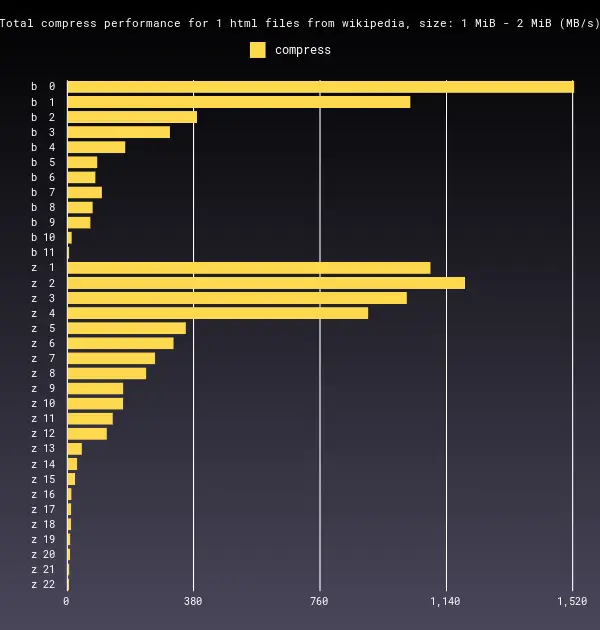 Total compress performance for 1 html files from wikipedia, size: 1 MiB - 2 MiB (MB/s)
compress
b 0
b 1
b 2
b 3
b 4
b 5
b 6
b 7
b 8
b 9
b 10
b 11
z 1
z 2
z 3
z 4
z 5
z 6
z 7
z 8
z 9
z 10
z 11
z 12
z 13
z 14
z 15
z 16
z 17
z 18
z 19
z 20
z 21
z 22
0 380 760 1,140 1,520